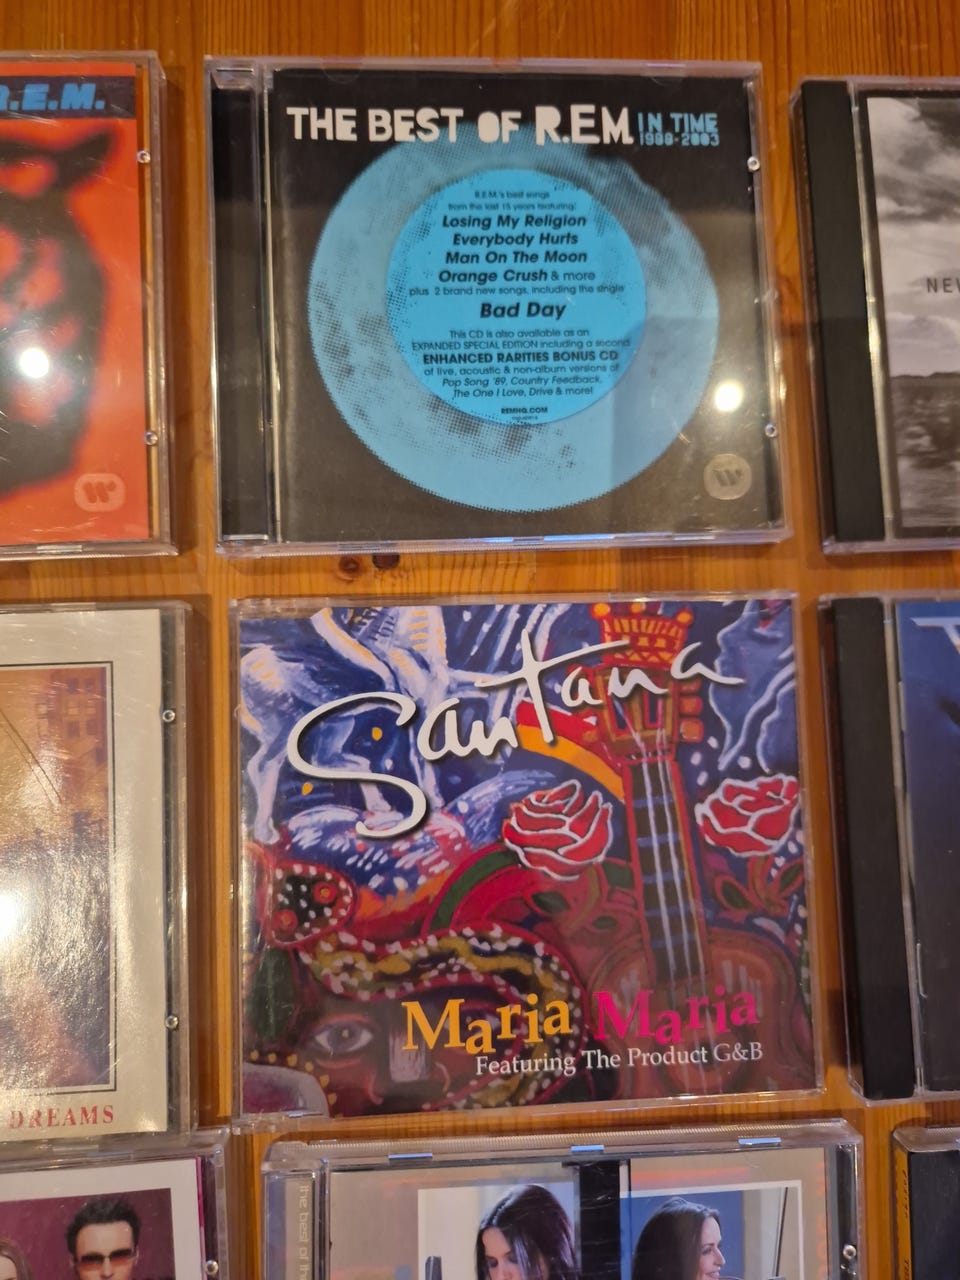 R.E.M.
THE BEST OF R.E.M. IN TIME
1988-2003
R.E.M.'s best songs
from the last 15 years featuring:
Losing My Religion
Everybody Hurts
Man On The Moon
Orange Crush & more
plus 2 brand new songs, including the single
Bad Day
This CD is also available as an
EXPANDED SPECIAL EDITION including a second
ENHANCED RARITIES BONUS CD
of live, acoustic & non-album versions of
Pop Song '89, Country Feedback,
The One I Love, Drive & more!
REMHQ.COM
NEW
Santana
Maria Maria
Featuring The Product G&B
DREAMS
the best of the